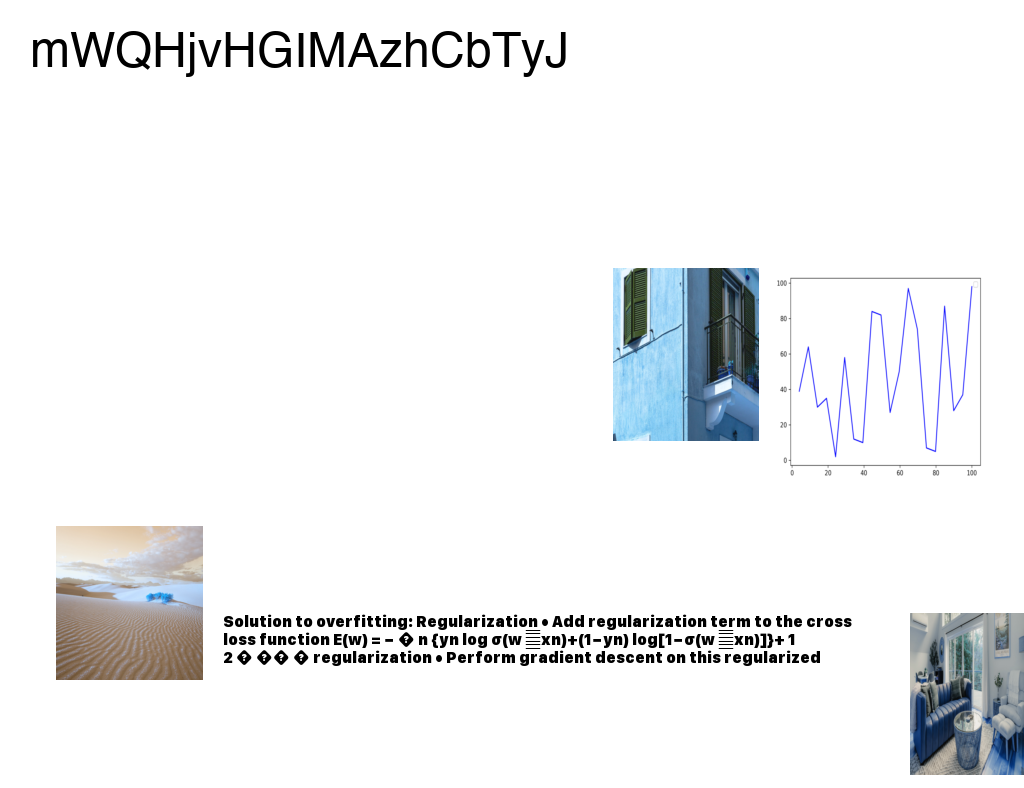 mWQHjvHGIMAzhCbTyJ
100
80
60
40
20
0
0 20 40 60 80 100
Solution to overfitting: Regularization • Add regularization term to the cross
loss function E(w) = − � n {yn log σ(w xn)+(1−yn) log[1−σ(w xn)]}+ 1
2 � �� � regularization • Perform gradient descent on this regularized